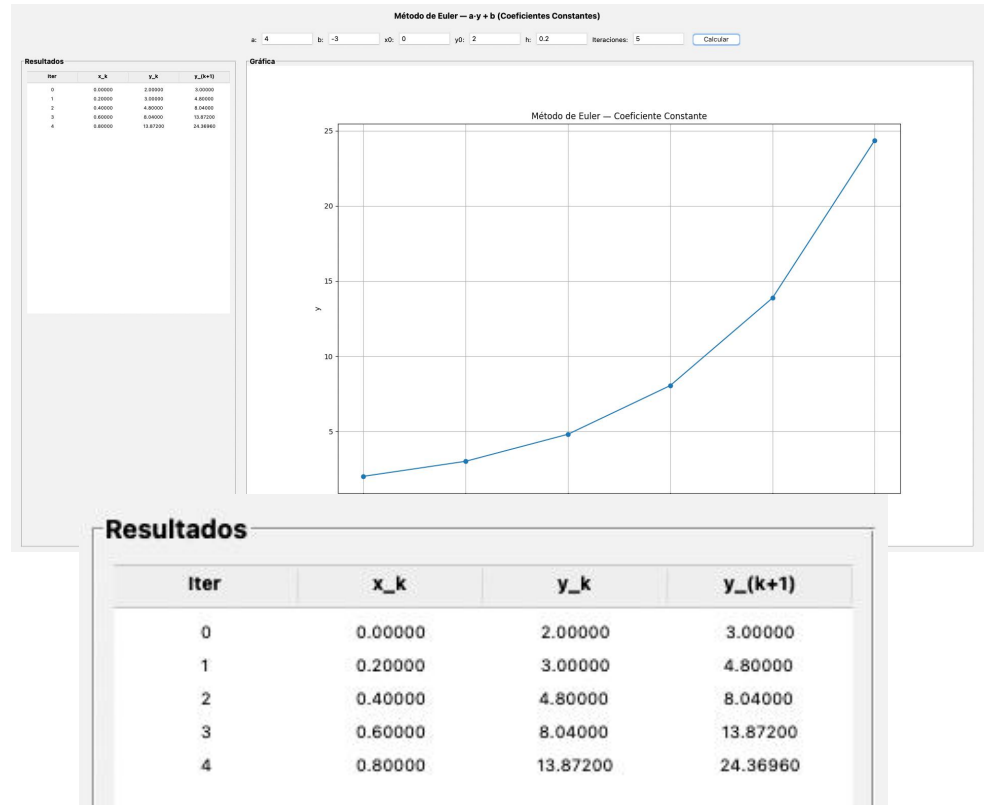 Método de Euler — a·y + b (Coeficientes Constantes)
a: 4 b: -3 x0: 0 y0: 2 h: 0.2 Iteraciones: 5 Calcular
Resultados
Iter x_k y_k y_(k+1)
0 0.00000 2.00000 3.00000
1 0.20000 3.00000 4.80000
2 0.40000 4.80000 8.04000
3 0.60000 8.04000 13.87200
4 0.80000 13.87200 24.36960
Gráfica
Método de Euler — Coeficiente Constante
25
20
15
y
10
5
Resultados
Iter x_k y_k y_(k+1)
0 0.00000 2.00000 3.00000
1 0.20000 3.00000 4.80000
2 0.40000 4.80000 8.04000
3 0.60000 8.04000 13.87200
4 0.80000 13.87200 24.36960